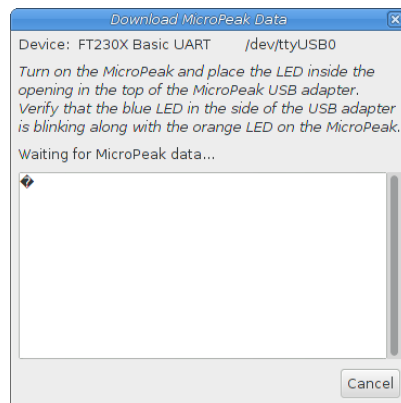 Download MicroPeak Data
Device: FT230X Basic UART /dev/ttyUSB0
Turn on the MicroPeak and place the LED inside the
opening in the top of the MicroPeak USB adapter.
Verify that the blue LED in the side of the USB adapter
is blinking along with the orange LED on the MicroPeak.
Waiting for MicroPeak data...
�
Cancel